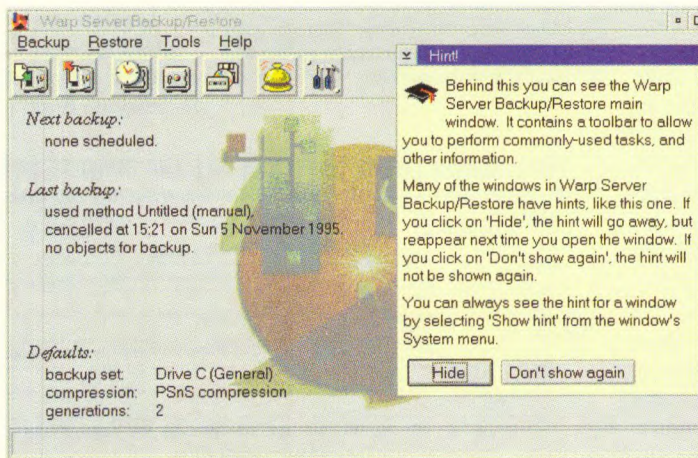 Warp Server Backup/Restore
Backup Restore Tools Help
Next backup:
none scheduled.
Last backup:
used method Untitled (manual),
cancelled at 15:21 on Sun 5 November 1995.
no objects for backup.
Defaults:
backup set: Drive C (General)
compression: PSnS compression
generations: 2
Hint!
Behind this you can see the Warp
Server Backup/Restore main
window. It contains a toolbar to allow
you to perform commonly-used tasks, and
other information.
Many of the windows in Warp Server
Backup/Restore have hints, like this one. If
you click on 'Hide', the hint will go away, but
reappear next time you open the window. If
you click on 'Don't show again', the hint will
not be shown again.
You can always see the hint for a window
by selecting 'Show hint' from the window's
System menu.
Hide Don't show again